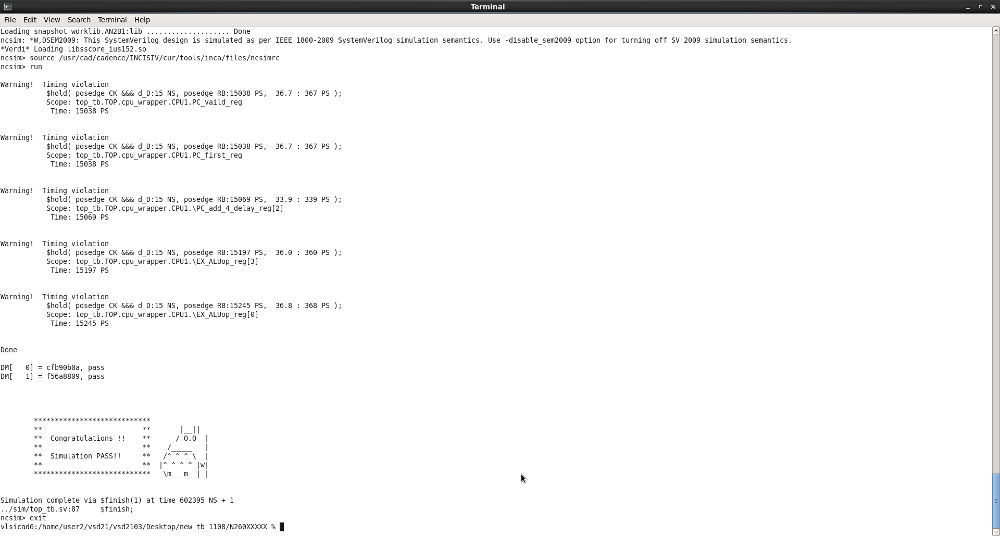 Terminal
File Edit View Search Terminal Help
Loading snapshot worklib.AN2B1:lib .................... Done
ncsim: *W,DSEM2009: This SystemVerilog design is simulated as per IEEE 1800-2009 SystemVerilog simulation semantics. Use -disable_sem2009 option for turning off SV 2009 simulation semantics.
*Verdi* Loading libsscore_ius152.so
ncsim> source /usr/cad/cadence/INCISIV/cur/tools/inca/files/ncsimrc
ncsim> run
Warning!  Timing violation
           $hold( posedge CK &&& d_D:15 NS, posedge RB:15038 PS,  36.7 : 367 PS );
           Scope: top_tb.TOP.cpu_wrapper.CPU1.PC_vaild_reg
            Time: 15038 PS
Warning!  Timing violation
           $hold( posedge CK &&& d_D:15 NS, posedge RB:15038 PS,  36.7 : 367 PS );
           Scope: top_tb.TOP.cpu_wrapper.CPU1.PC_first_reg
            Time: 15038 PS
Warning!  Timing violation
           $hold( posedge CK &&& d_D:15 NS, posedge RB:15069 PS,  33.9 : 339 PS );
           Scope: top_tb.TOP.cpu_wrapper.CPU1.\PC_add_4_delay_reg[2]
            Time: 15069 PS
Warning!  Timing violation
           $hold( posedge CK &&& d_D:15 NS, posedge RB:15197 PS,  36.0 : 360 PS );
           Scope: top_tb.TOP.cpu_wrapper.CPU1.\EX_ALUop_reg[3]
            Time: 15197 PS
Warning!  Timing violation
           $hold( posedge CK &&& d_D:15 NS, posedge RB:15245 PS,  36.8 : 368 PS );
           Scope: top_tb.TOP.cpu_wrapper.CPU1.\EX_ALUop_reg[0]
            Time: 15245 PS
Done
DM[   0] = cfb90b0a, pass
DM[   1] = f56a8809, pass
        ****************************
        **                        **       |__||
        **  Congratulations !!    **      / O.O  |
        **                        **    /_____   |
        **  Simulation PASS!!     **   /^ ^ ^ \  |
        **                        **  |^ ^ ^ ^ |w|
        ****************************   \m___m__|_|
Simulation complete via $finish(1) at time 602395 NS + 1
../sim/top_tb.sv:87     $finish;
ncsim> exit
vlsicad6:/home/user2/vsd21/vsd2103/Desktop/new_tb_1108/N260XXXXX %